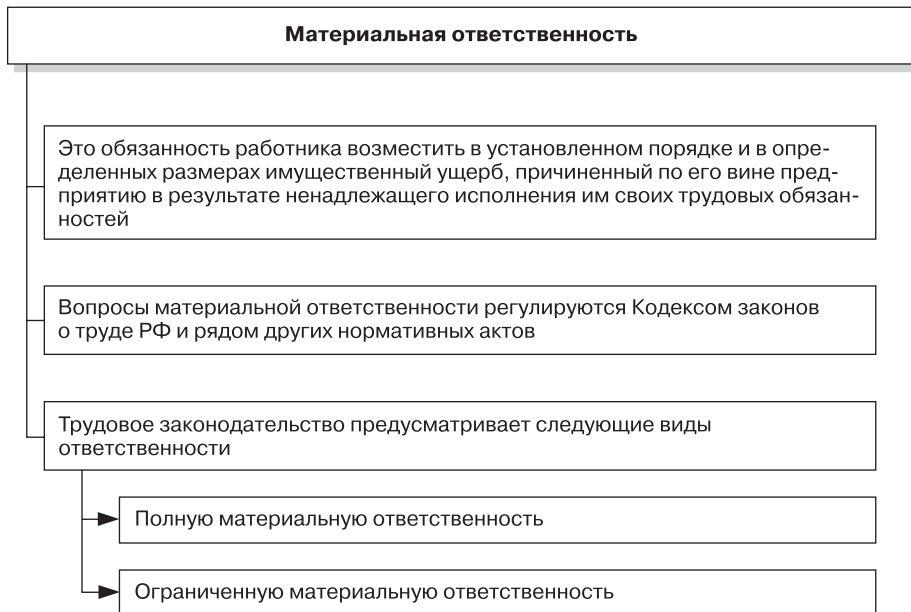 Материальная ответственность
Это обязанность работника возместить в установленном порядке и в опре-
деленных размерах имущественный ущерб, причиненный по его вине пред-
приятию в результате ненадлежащего исполнения им своих трудовых обязан-
ностей
Вопросы материальной ответственности регулируются Кодексом законов
о труде РФ и рядом других нормативных актов
Трудовое законодательство предусматривает следующие виды
ответственности
Полную материальную ответственность
Ограниченную материальную ответственность